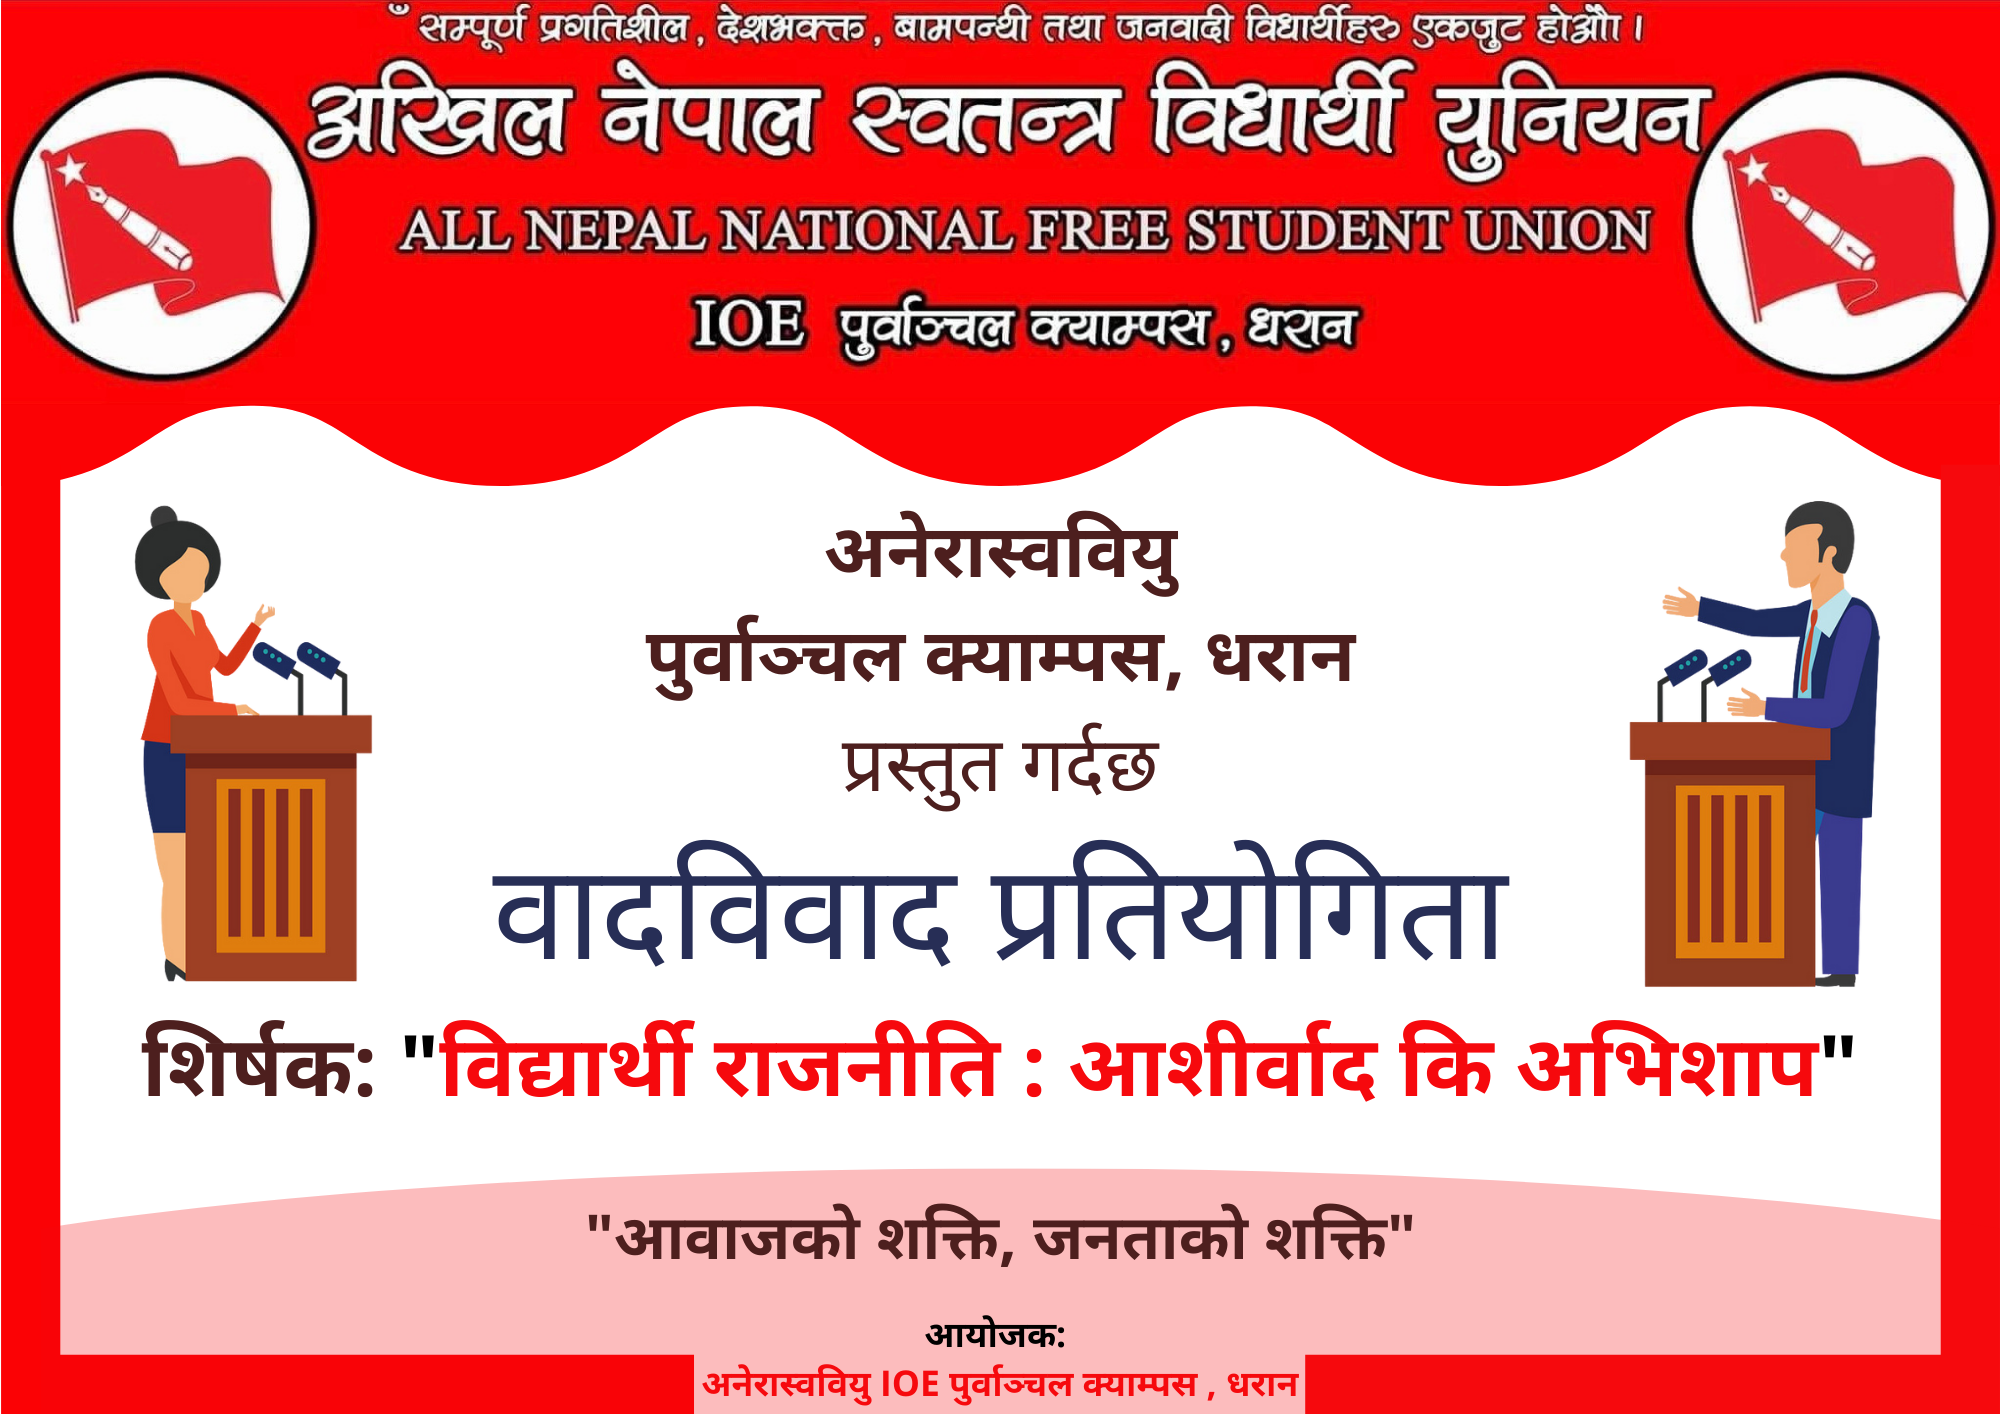 ँ सम्पूर्ण प्रगतिशील, देशभक्त, बामपन्थी तथा जनवादी विधार्थीहरु एकजुट होऔं ।
अखिल नेपाल स्वतन्त्र विधार्थी युनियन
ALL NEPAL NATIONAL FREE STUDENT UNION
IOE पुर्वाञ्चल क्याम्पस, धरान
अनेरास्ववियु
पुर्वाञ्चल क्याम्पस, धरान
प्रस्तुत गर्दछ
वादविवाद प्रतियोगिता
शिर्षक: "विद्यार्थी राजनीति : आशीर्वाद कि अभिशाप"
"आवाजको शक्ति, जनताको शक्ति"
आयोजक:
अनेरास्ववियु IOE पुर्वाञ्चल क्याम्पस , धरान